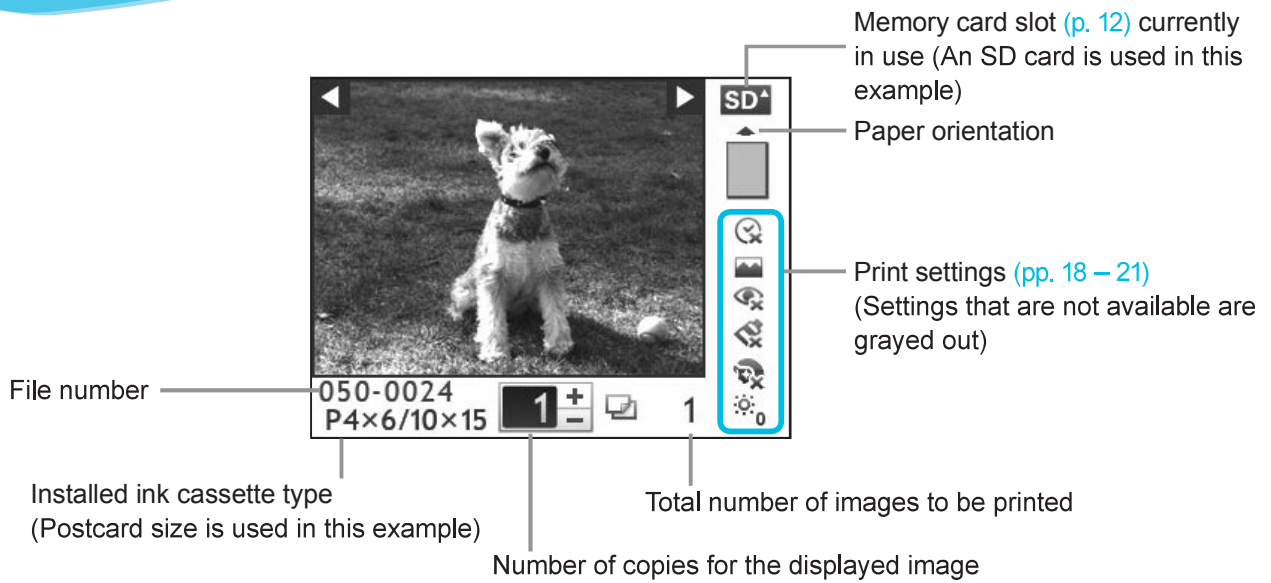 Memory card slot (p. 12) currently
in use (An SD card is used in this
example)
SD
Paper orientation
Print settings (pp. 18 – 21)
(Settings that are not available are
grayed out)
File number
050-0024
P4×6/10×15
1
+
−
1
0
Installed ink cassette type
(Postcard size is used in this example)
Total number of images to be printed
Number of copies for the displayed image